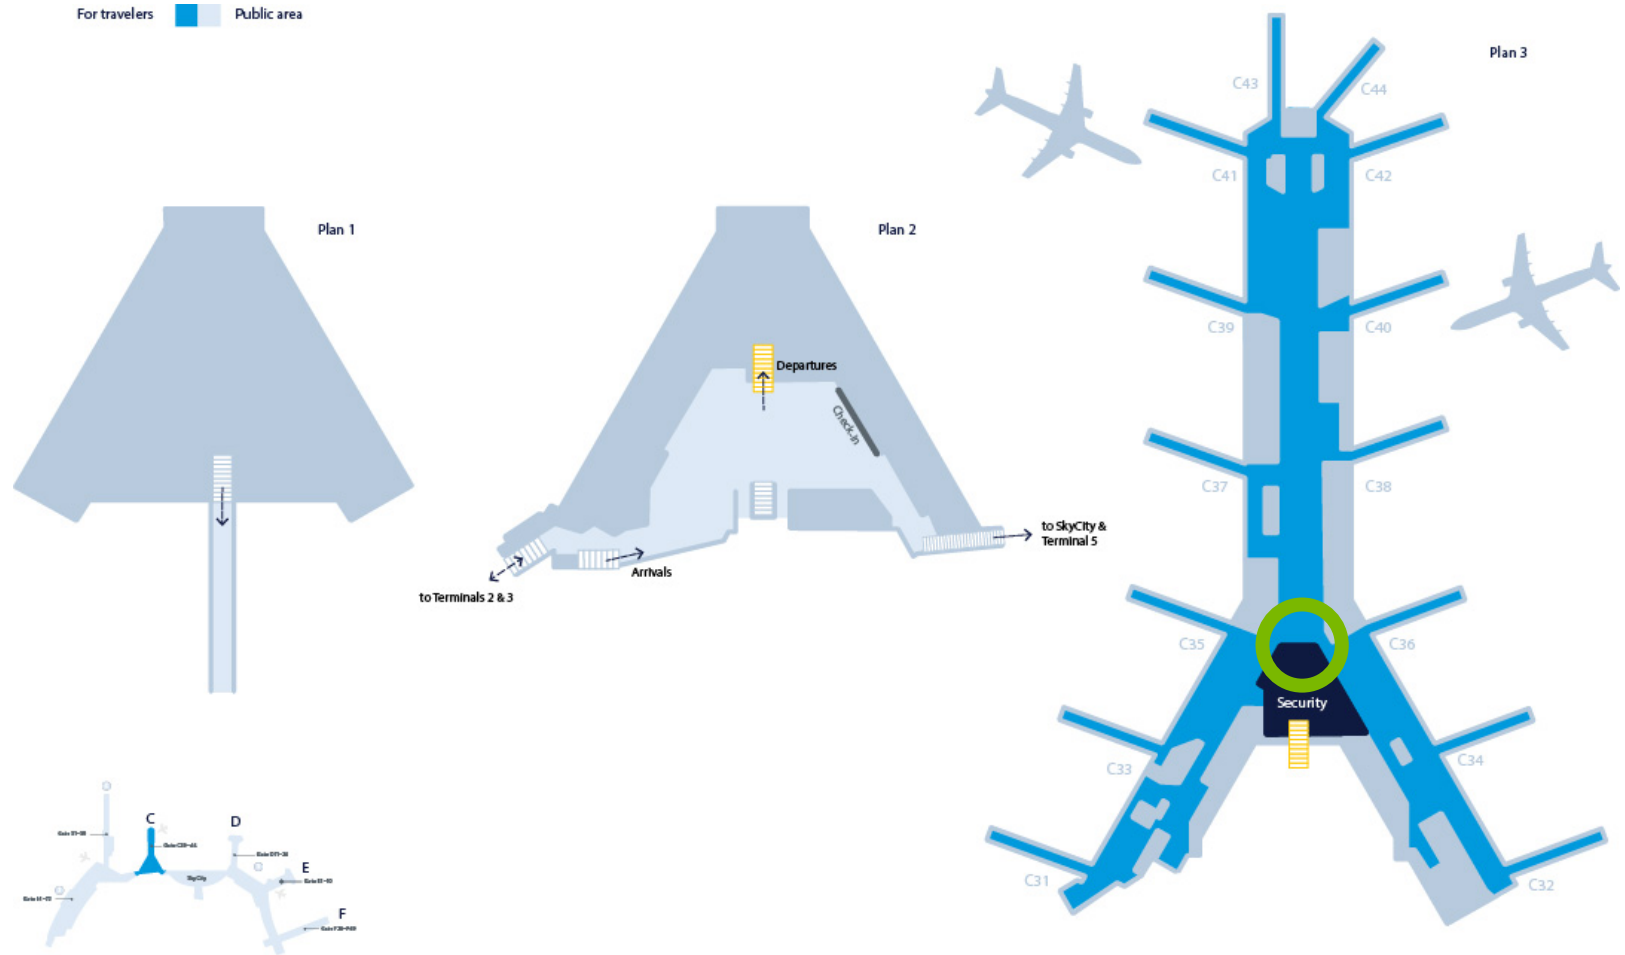 For travelers
Public area
Plan 1
Plan 2
Departures
Check-in
to SkyCity &
Terminal 5
Arrivals
to Terminals 2 & 3
Plan 3
C43
C44
C41
C42
C39
C40
C37
C38
C35
C36
Security
C33
C34
C31
C32
C
D
E
F
SkyCity